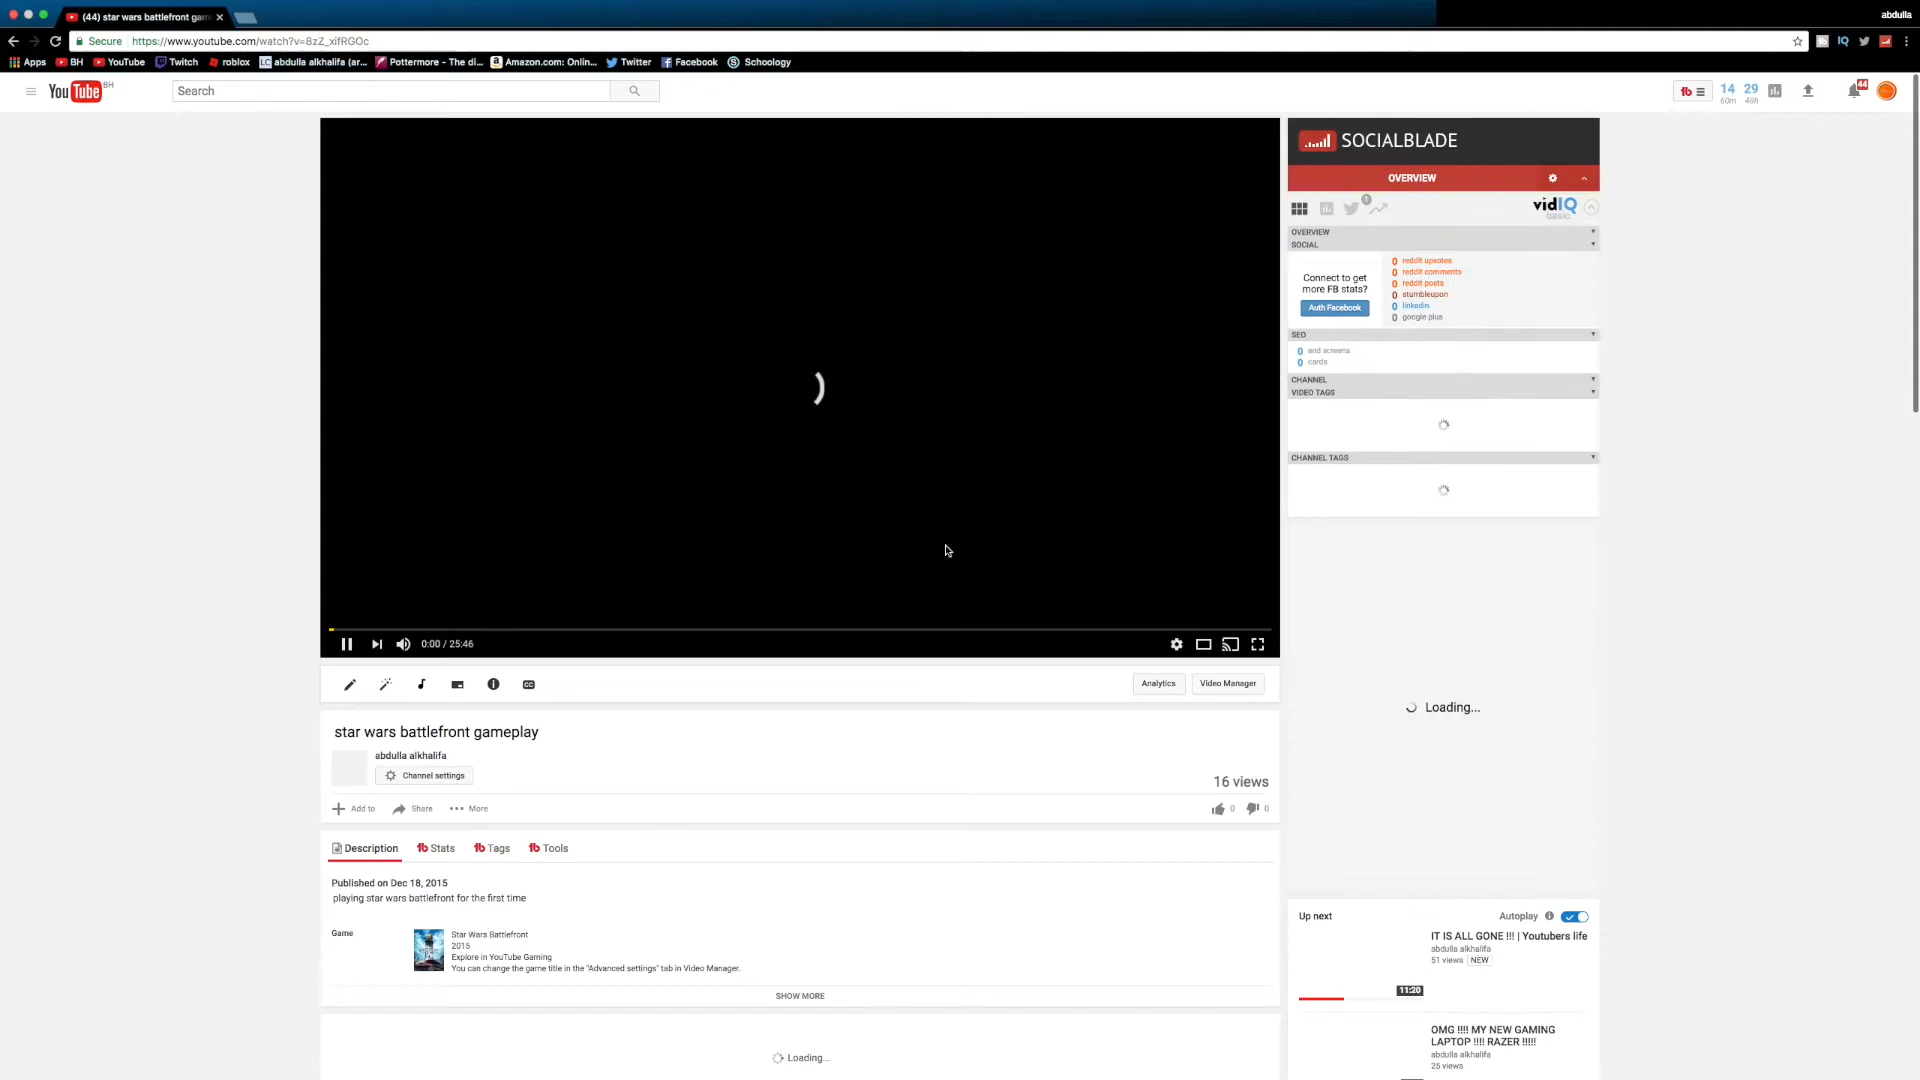 (44) star wars battlefront gam
abdulla
Secure https://www.youtube.com/watch?v=8zZ_xifRGOc
IQ
Apps BH YouTube Twitch roblox LC abdulla alkhalifa (ar... Pottermore - The di... Amazon.com: Onlin... Twitter Facebook Schoology
YouTube BH
Search
tb 14 60m 29 48h 44
SOCIALBLADE
OVERVIEW
1
vidIQ
basic
OVERVIEW
SOCIAL
Connect to get
more FB stats?
Auth Facebook
0 reddit upvotes
0 reddit comments
0 reddit posts
0 stumbleupon
0 linkedin
0 google plus
SEO
0 end screens
0 cards
CHANNEL
VIDEO TAGS
CHANNEL TAGS
Loading...
0:00 / 25:46
CC
Analytics Video Manager
star wars battlefront gameplay
abdulla alkhalifa
Channel settings
16 views
Add to Share More 0 0
Description tb Stats tb Tags tb Tools
Published on Dec 18, 2015
playing star wars battlefront for the first time
Game
Star Wars Battlefront
2015
Explore in YouTube Gaming
You can change the game title in the "Advanced settings" tab in Video Manager.
SHOW MORE
Loading...
Up next Autoplay
IT IS ALL GONE !!! | Youtubers life
abdulla alkhalifa
51 views NEW
11:20
OMG !!!! MY NEW GAMING
LAPTOP !!!! RAZER !!!!!
abdulla alkhalifa
25 views